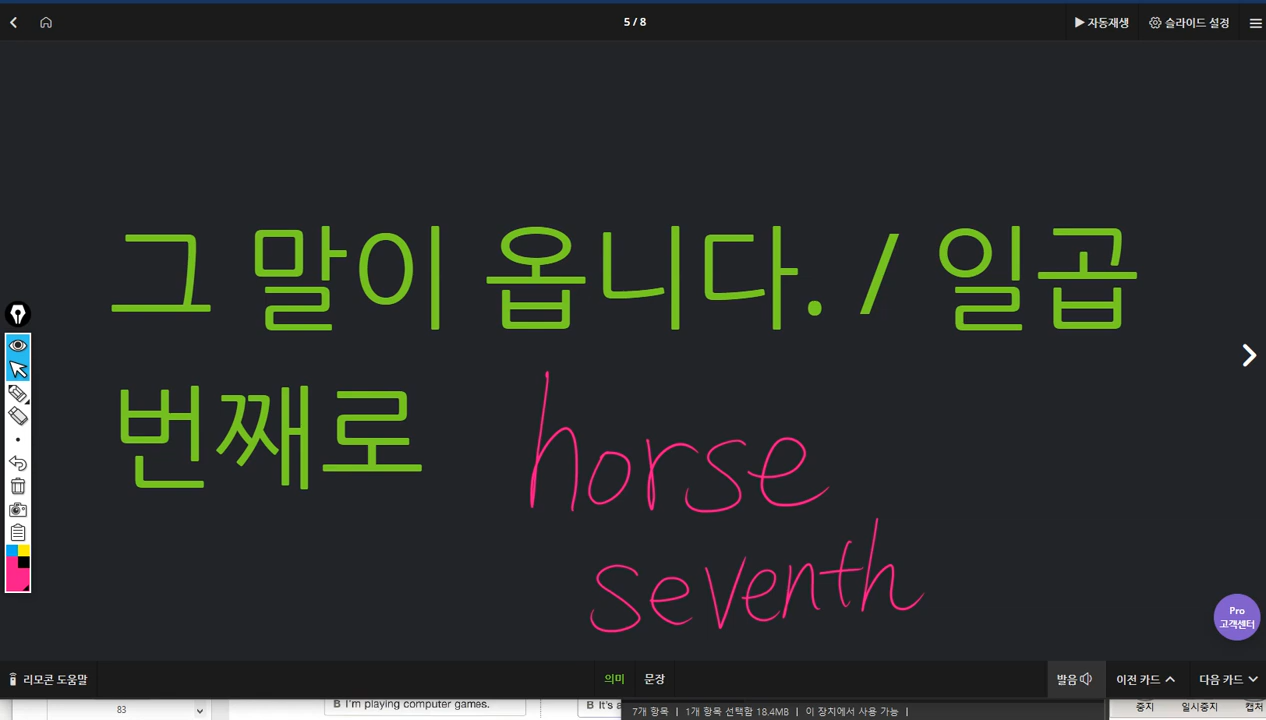 5 / 8
자동재생
슬라이드 설정
그 말이 옵니다. / 일곱
번째로
horse
seventh
Pro
고객센터
리모콘 도움말
의미
문장
발음
이전 카드
다음 카드
83
B I'm playing computer games.
B It's a
7개 항목 | 1개 항목 선택함 18.4MB | 이 장치에서 사용 가능 |
중지
일시중지
캡처